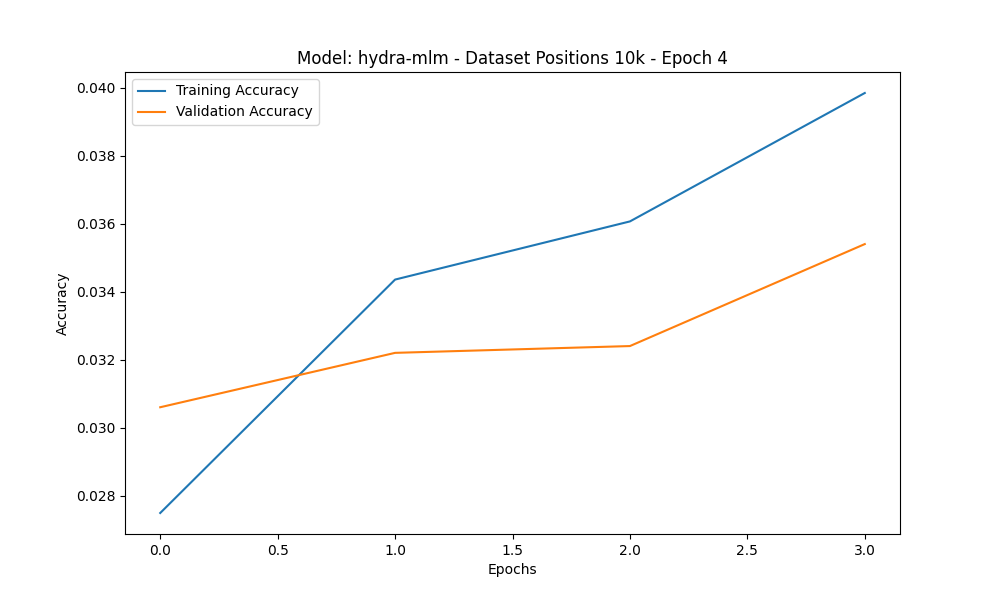 Model: hydra-mlm - Dataset Positions 10k - Epoch 4
Training Accuracy
Validation Accuracy
0.040
0.038
0.036
0.034
0.032
0.030
0.028
Accuracy
0.0 0.5 1.0 1.5 2.0 2.5 3.0
Epochs